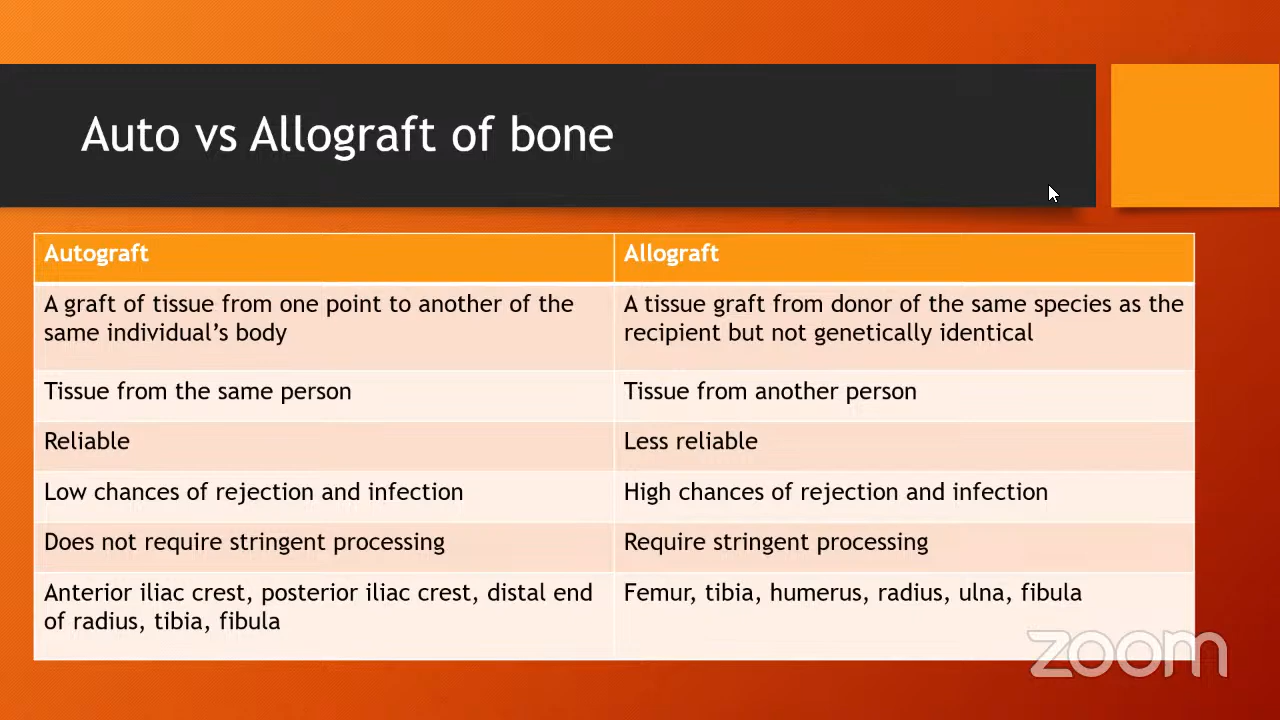 Auto vs Allograft of bone
Autograft
Allograft
A graft of tissue from one point to another of the
same individual’s body
A tissue graft from donor of the same species as the
recipient but not genetically identical
Tissue from the same person
Tissue from another person
Reliable
Less reliable
Low chances of rejection and infection
High chances of rejection and infection
Does not require stringent processing
Require stringent processing
Anterior iliac crest, posterior iliac crest, distal end
of radius, tibia, fibula
Femur, tibia, humerus, radius, ulna, fibula
zoom